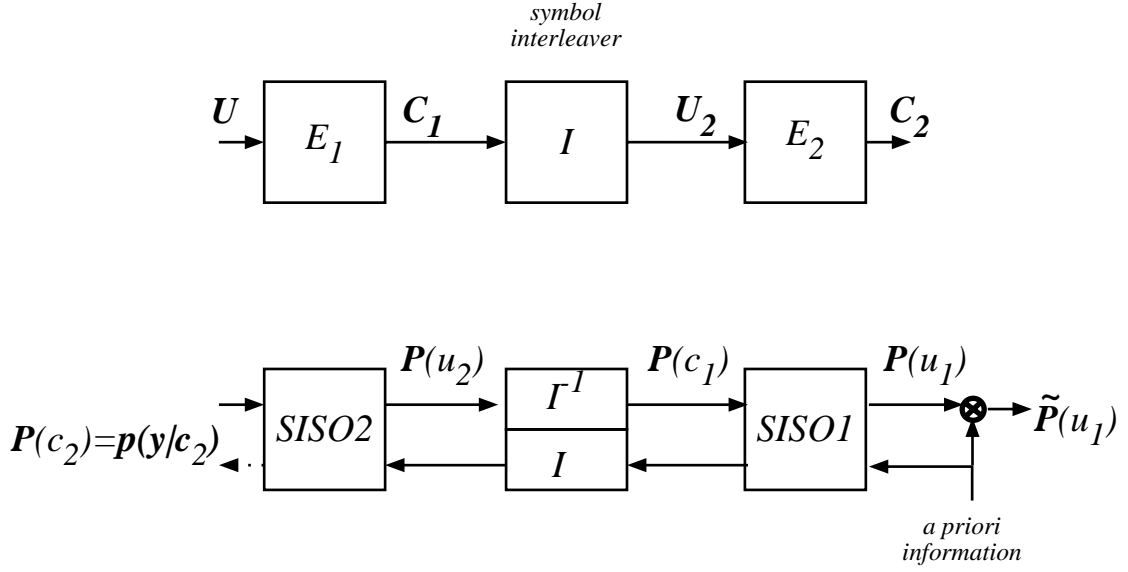 symbol
interleaver
U
E1
C1
I
U2
E2
C2
P(u2)
P(c1)
P(u1)
P(c2)=p(y/c2)
SISO2
I-1
I
SISO1
P̃(u1)
a priori
information